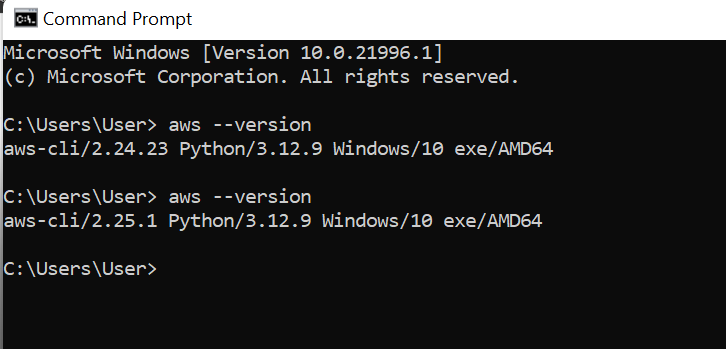 Command Prompt
Microsoft Windows [Version 10.0.21996.1]
(c) Microsoft Corporation. All rights reserved.
C:\Users\User> aws --version
aws-cli/2.24.23 Python/3.12.9 Windows/10 exe/AMD64
C:\Users\User> aws --version
aws-cli/2.25.1 Python/3.12.9 Windows/10 exe/AMD64
C:\Users\User>